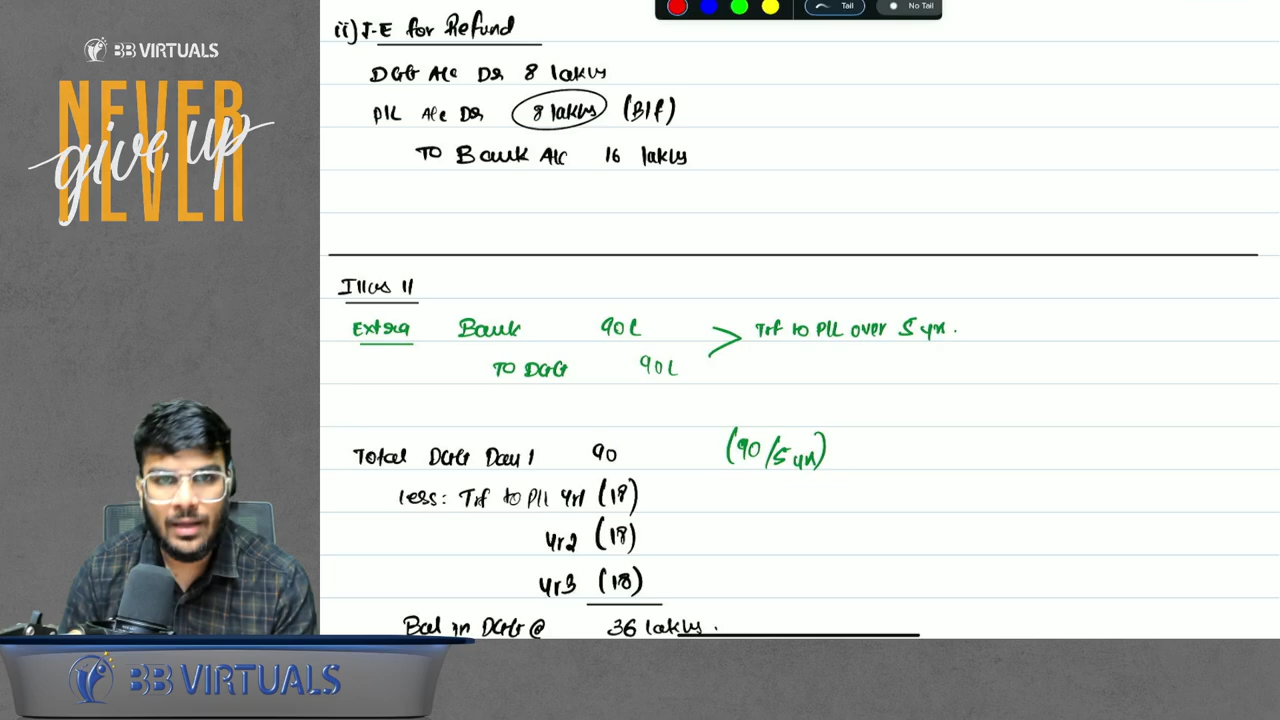 Tail
No Tail
BB VIRTUALS
NEVER
give up
NEVER
ii) J-E for Refund
DGG A/c Dr 8 lakhs
P/L A/c Dr 8 lakhs (B/f)
TO Bank A/c 16 lakhs
Illus 11
Extra Bank 90L
TO DGG 90L
Trf to P/L over 5 yrs.
Total DGG Day 1 90 (90/5 yrs)
less: Trf to P/L yr1 (18)
yr2 (18)
yr3 (18)
Bal in DGG @ 36 lakhs.
BB VIRTUALS